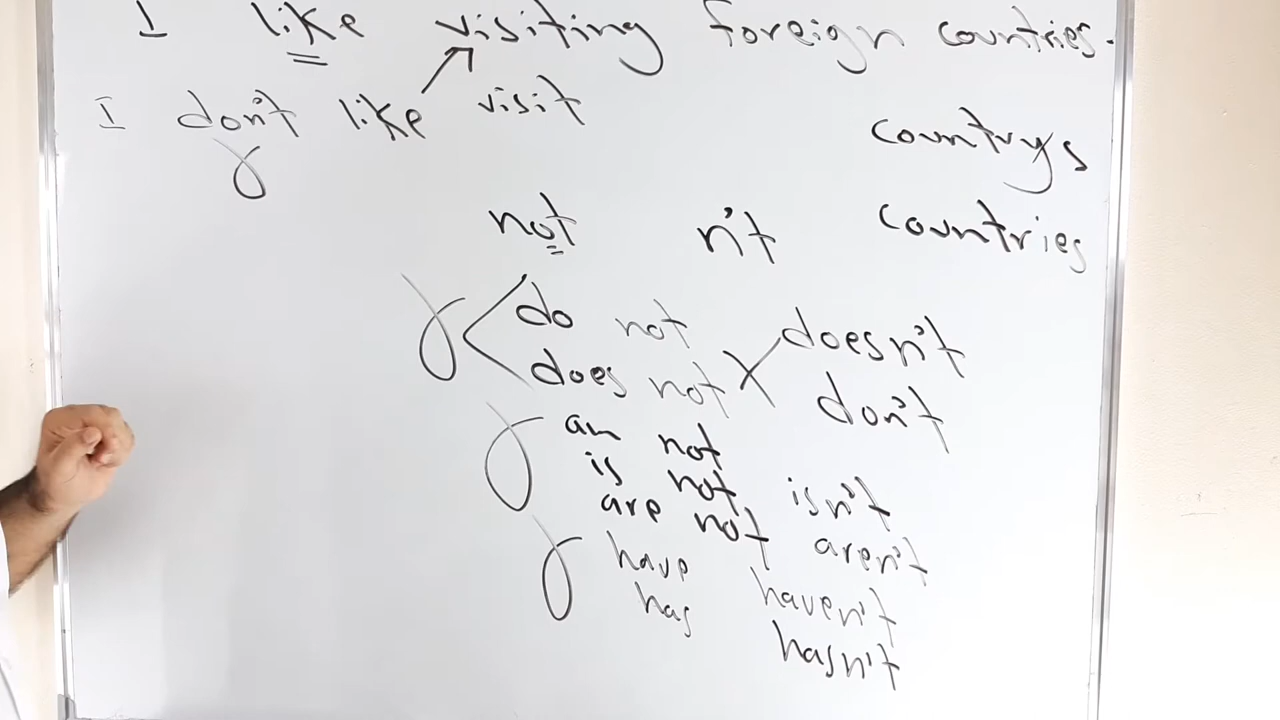 I like visiting foreign countries.
I don't like visit
countrys
not n't countries
do not doesn't
does not don't
am not
is not isn't
are not aren't
have haven't
has hasn't